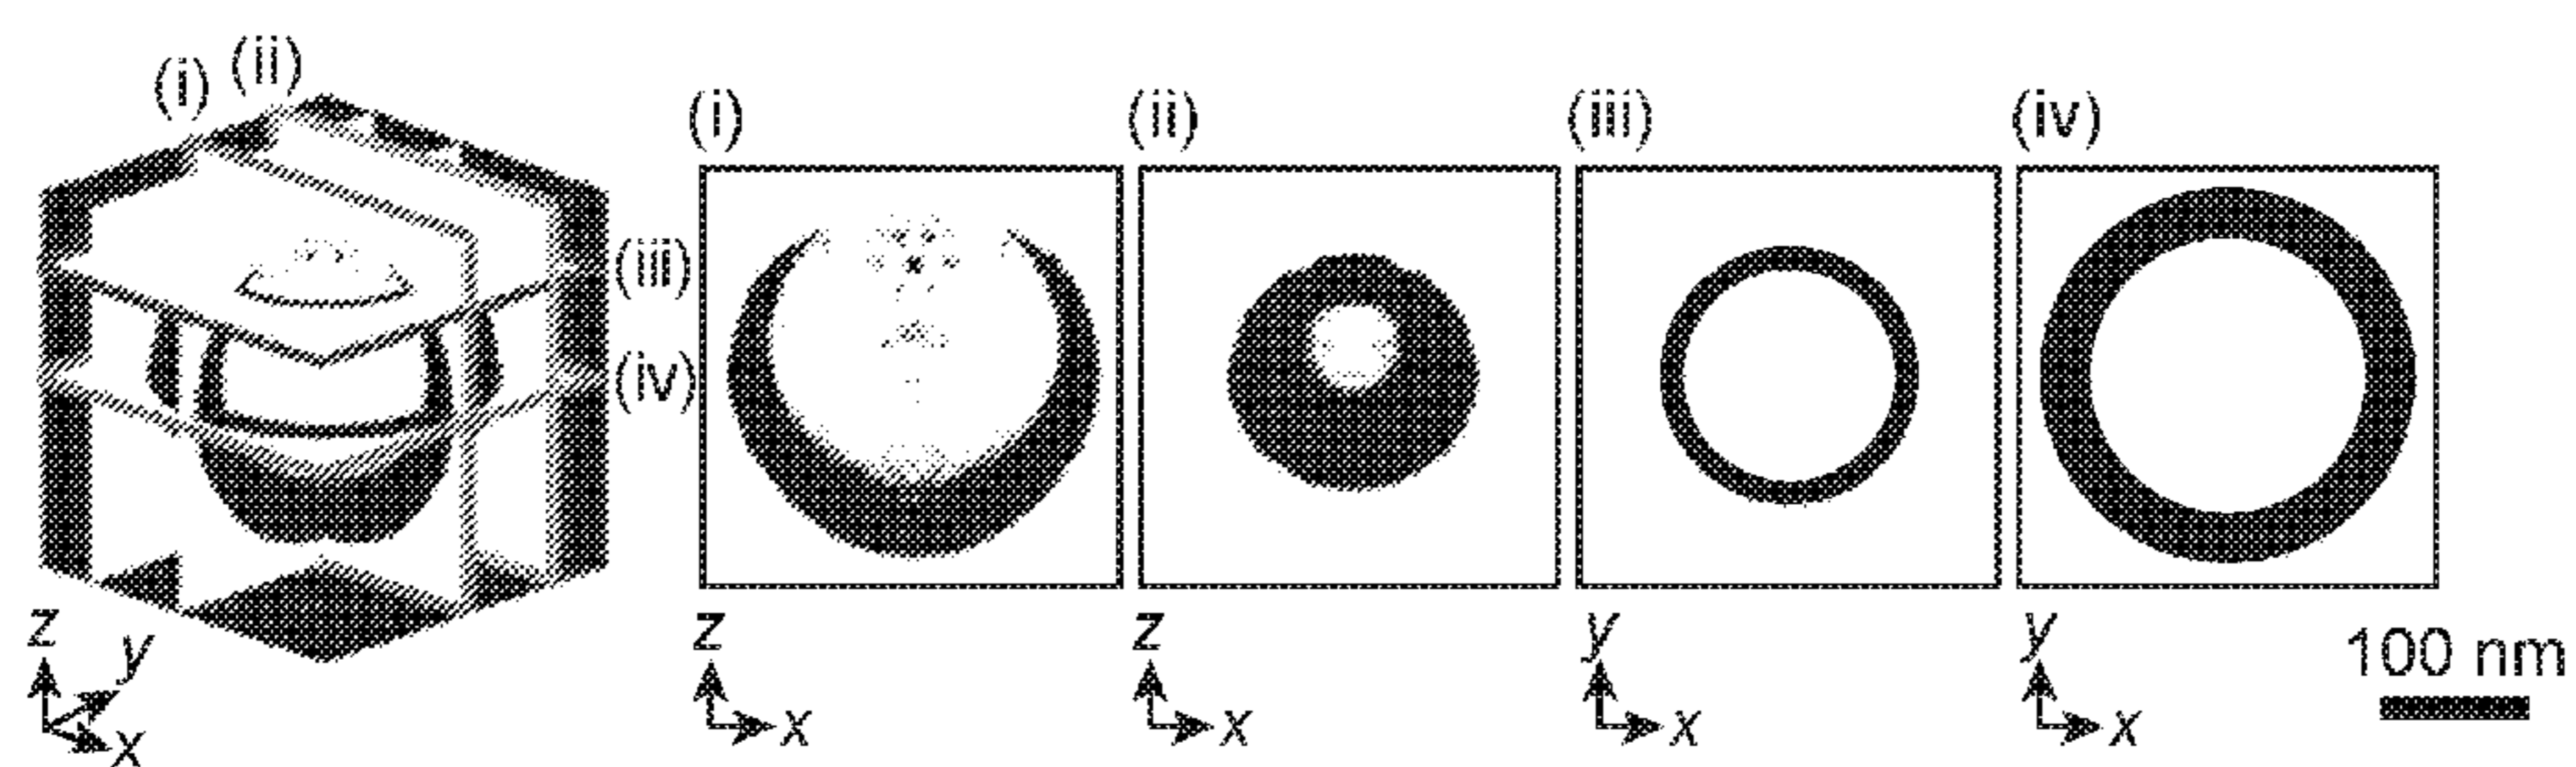 (i)
(ii)
(iii)
(iv)
z
y
x
(i)
z
x
(ii)
z
x
(iii)
y
x
(iv)
y
x
100 nm